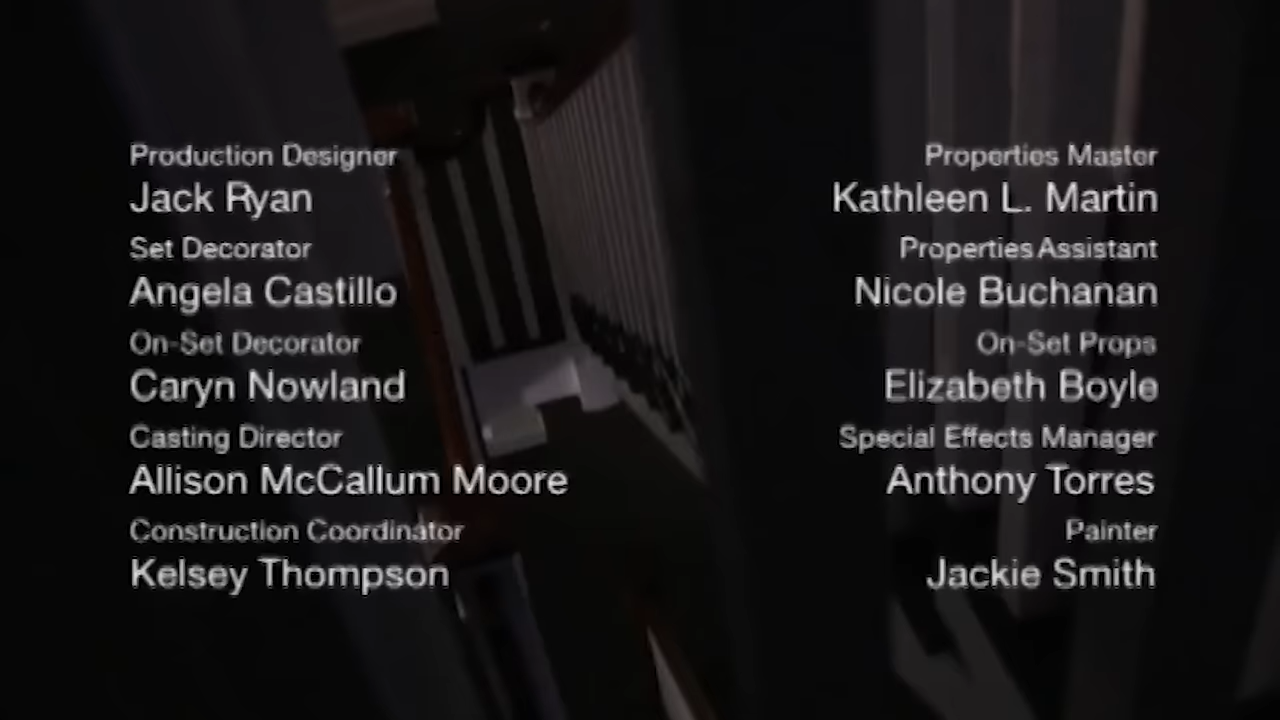 Production Designer
Jack Ryan
Set Decorator
Angela Castillo
On-Set Decorator
Caryn Nowland
Casting Director
Allison McCallum Moore
Construction Coordinator
Kelsey Thompson
Properties Master
Kathleen L. Martin
Properties Assistant
Nicole Buchanan
On-Set Props
Elizabeth Boyle
Special Effects Manager
Anthony Torres
Painter
Jackie Smith